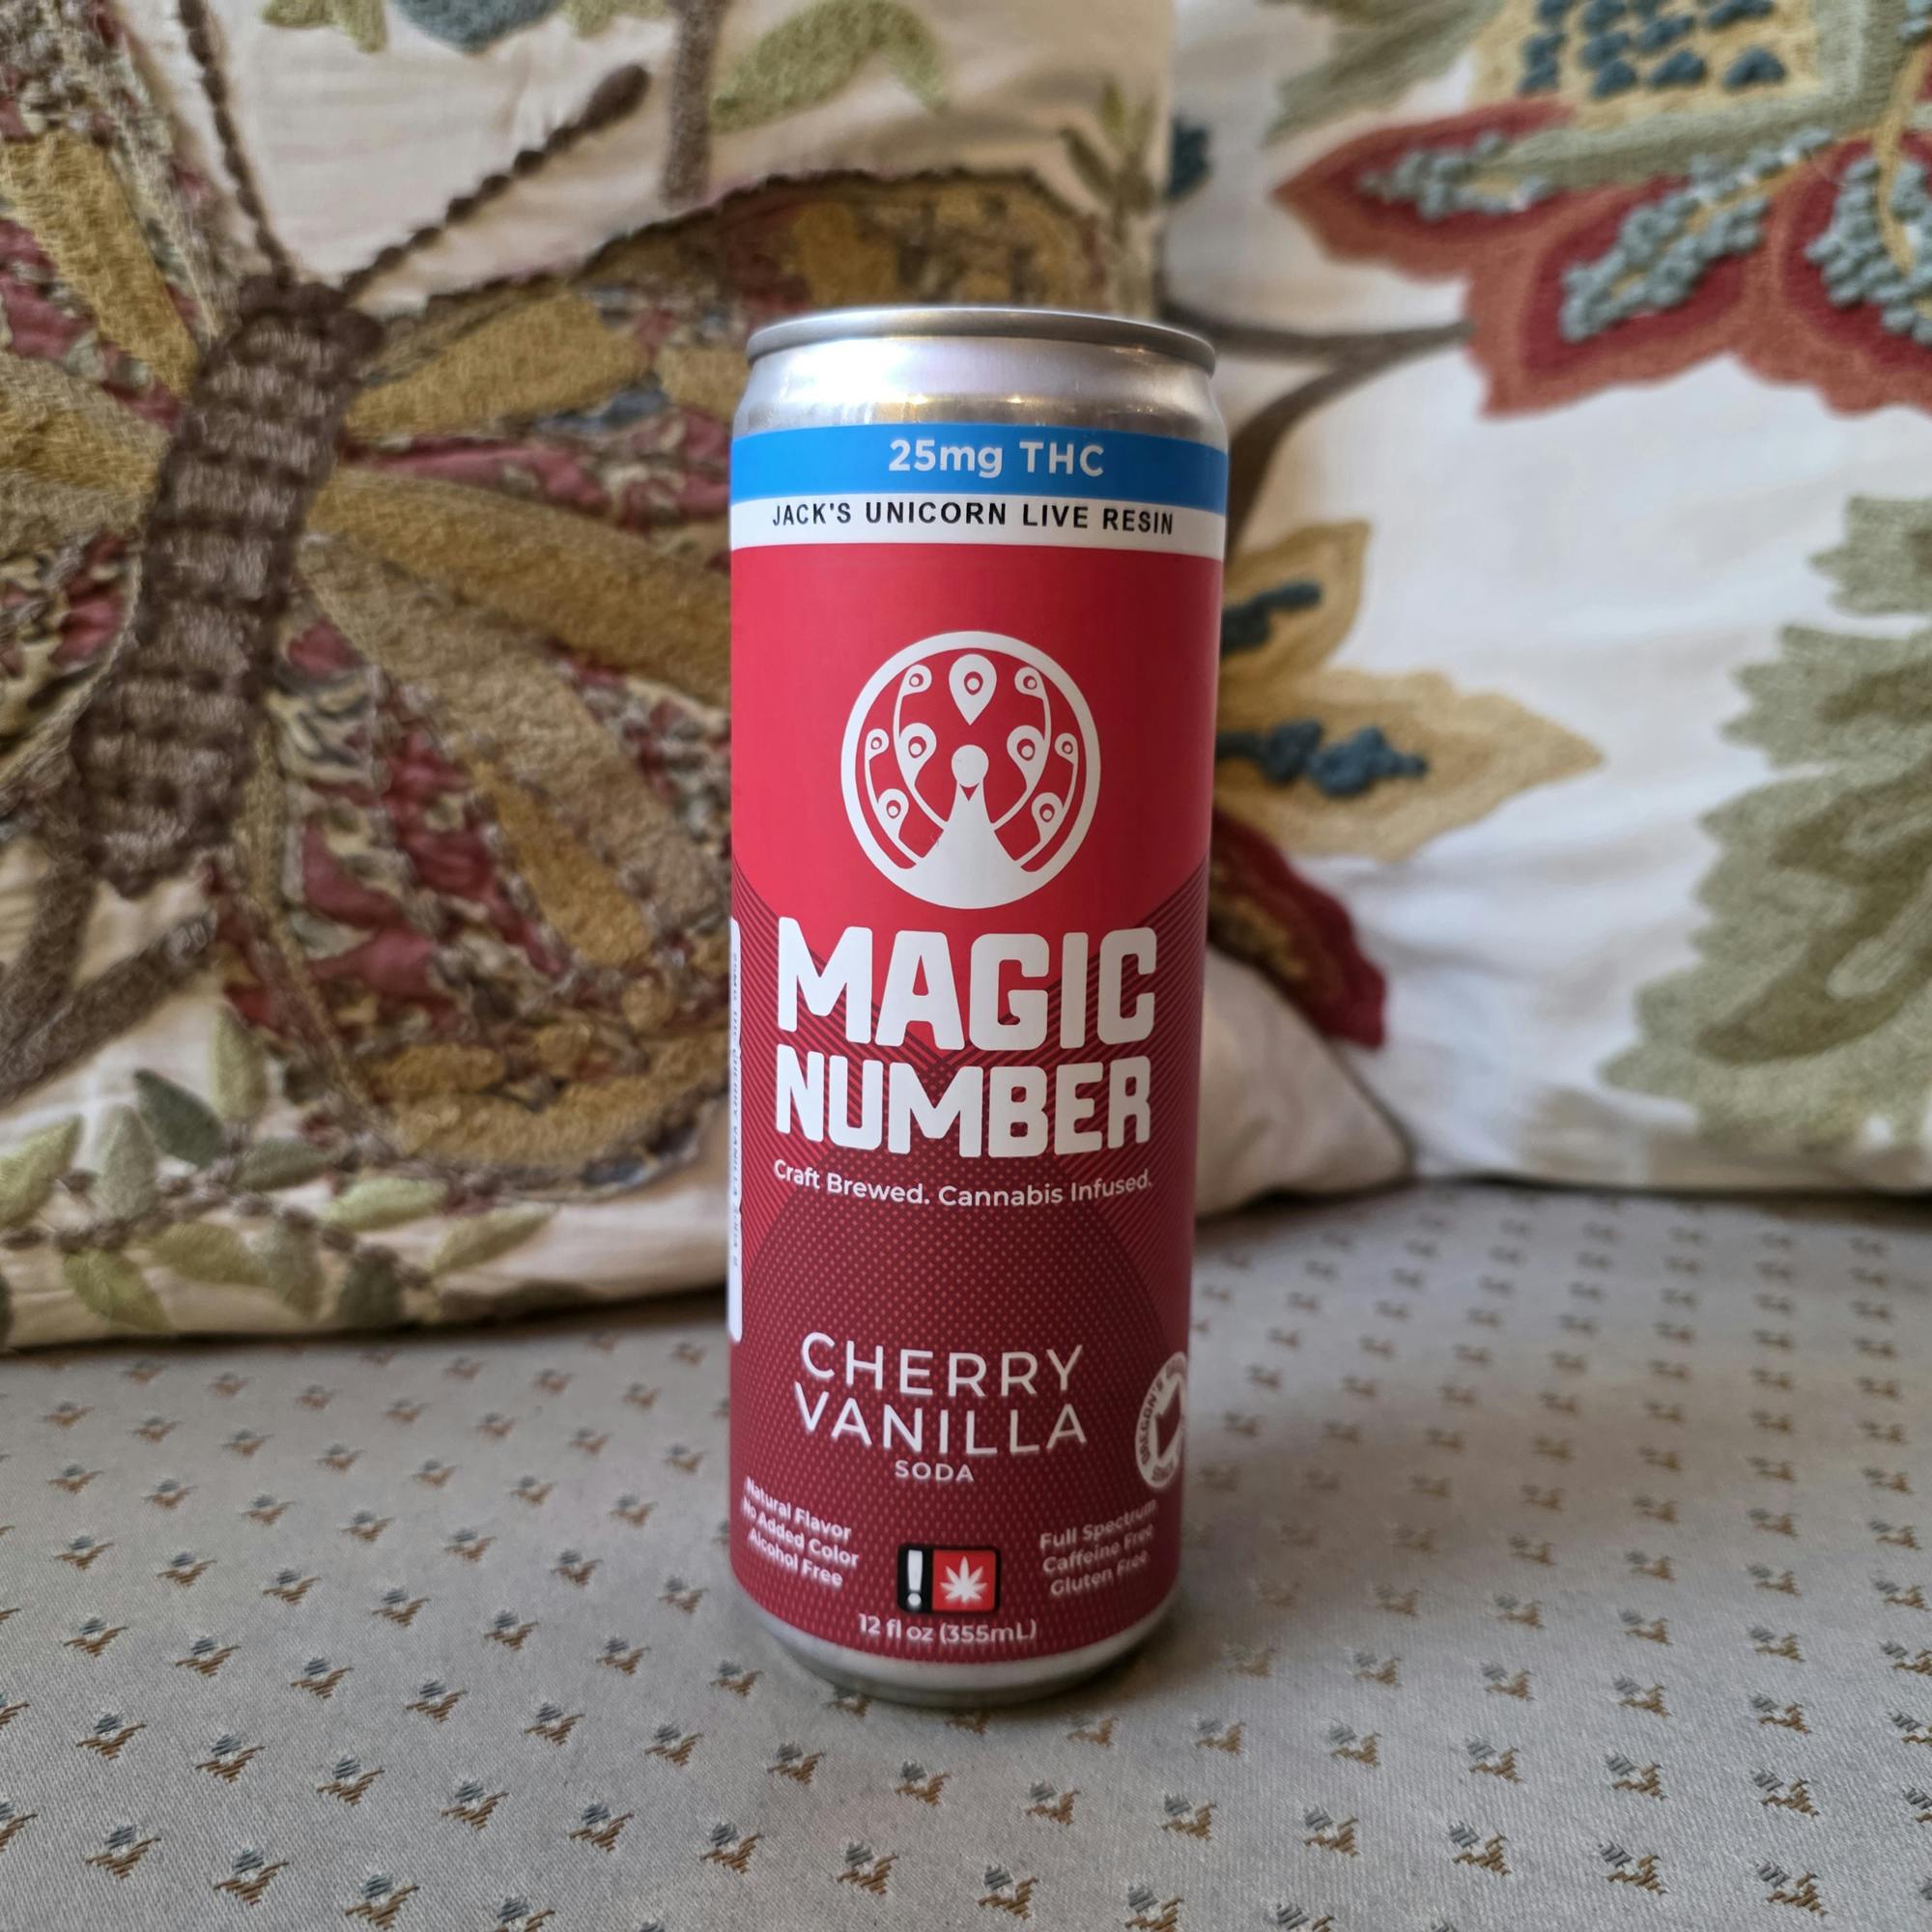 25mg THC
JACK'S UNICORN LIVE RESIN
MAGIC
NUMBER
Craft Brewed. Cannabis Infused.
CHERRY
VANILLA
SODA
Natural Flavor
No Added Color
Alcohol Free
Full Spectrum
Caffeine Free
Gluten Free
!
12 fl oz (355mL)